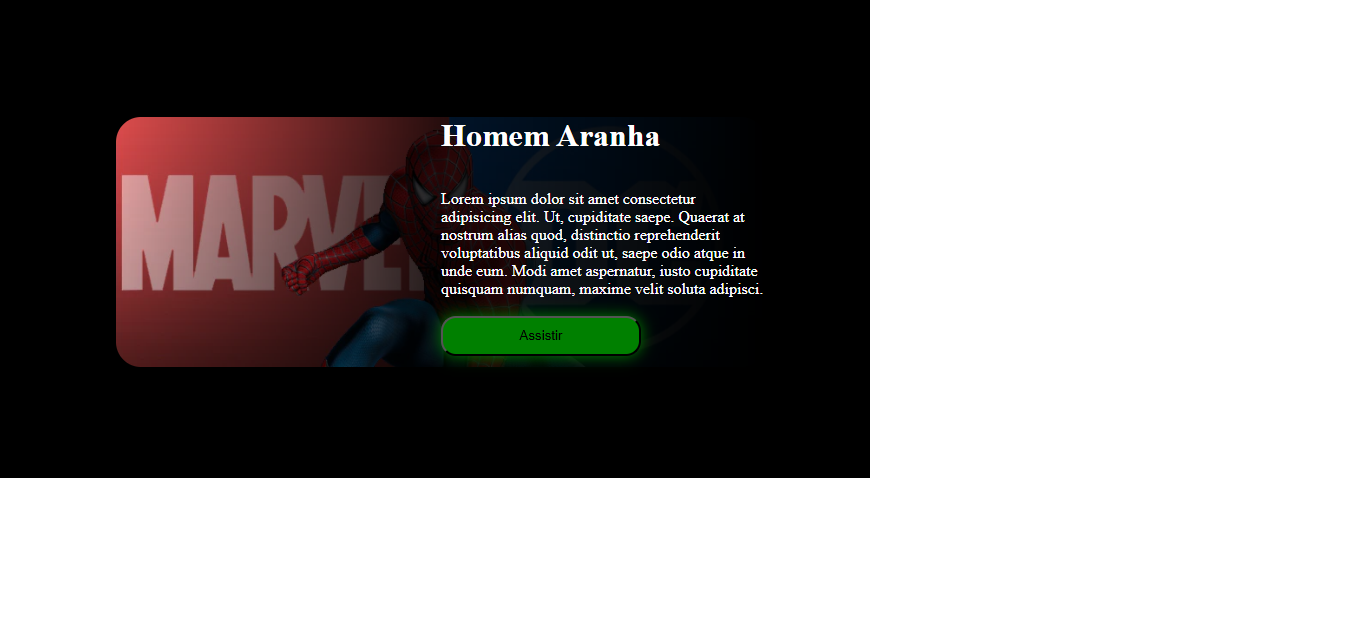 MARVEL
Homem Aranha
Lorem ipsum dolor sit amet consectetur
adipisicing elit. Ut, cupiditate saepe. Quaerat at
nostrum alias quod, distinctio reprehenderit
voluptatibus aliquid odit ut, saepe odio atque in
unde eum. Modi amet aspernatur, iusto cupiditate
quisquam numquam, maxime velit soluta adipisci.
Assistir